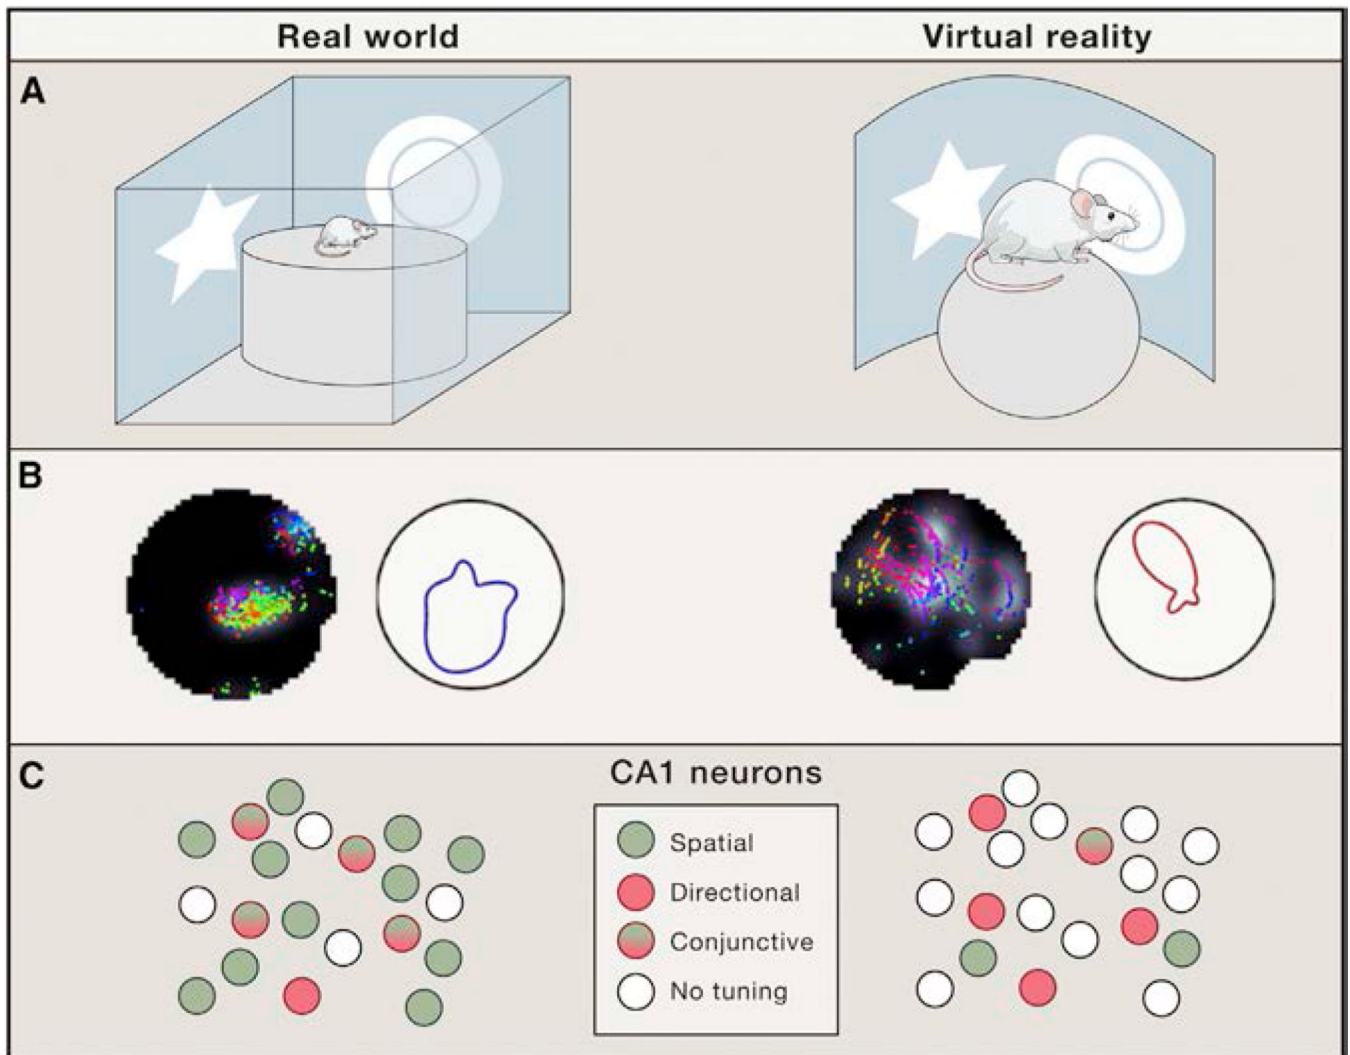 Real world
Virtual reality
A
B
C
CA1 neurons
Spatial
Directional
Conjunctive
No tuning